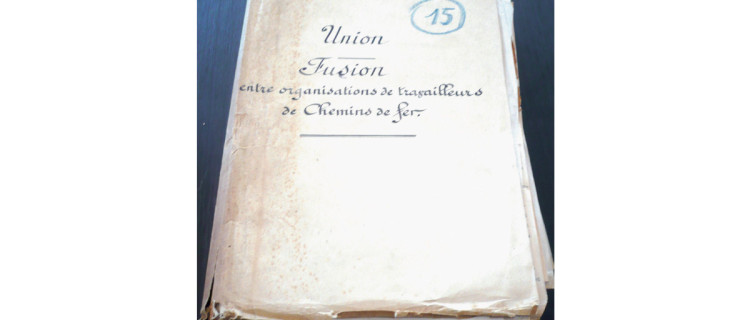 15
Union
Fusion
entre organisations de travailleurs
de Chemins de fer.